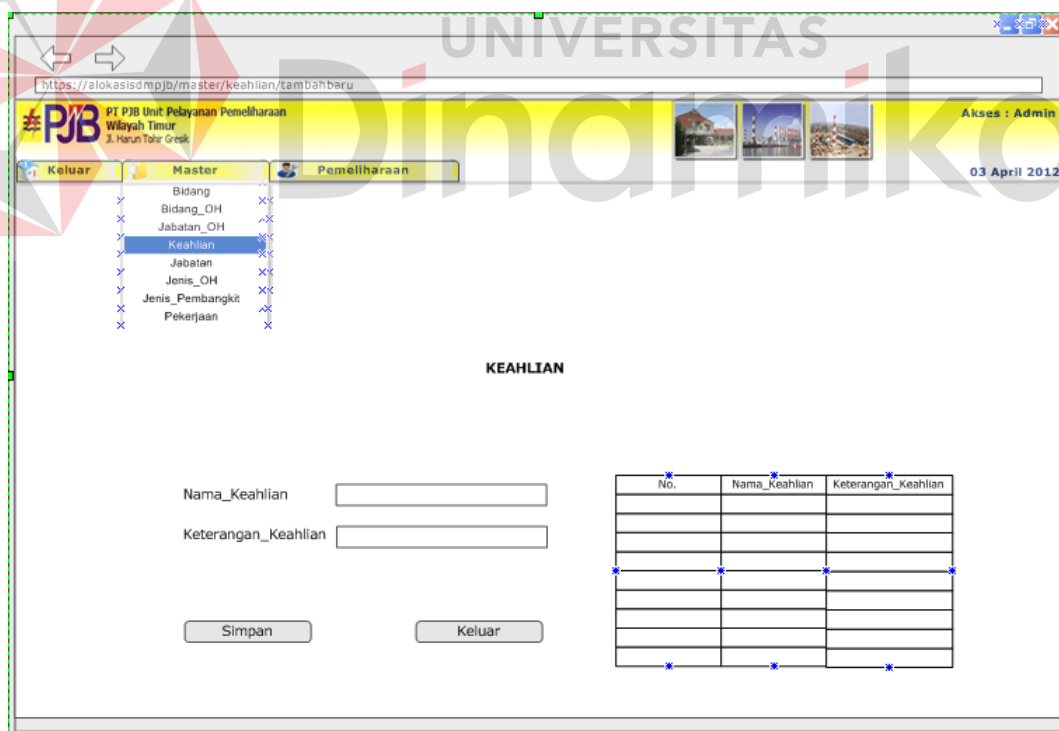 UNIVERSITAS
Dinamika
https://alokasisdmpjb/master/keahlian/tambahbaru
PJB
PT PJB Unit Pelayanan Pemeliharaan
Wilayah Timur
Jl. Harun Tohir Gresik
Akses : Admin
Keluar Master Pemeliharaan
03 April 2012
Bidang
Bidang_OH
Jabatan_OH
Keahlian
Jabatan
Jenis_OH
Jenis_Pembangkit
Pekerjaan
KEAHLIAN
Nama_Keahlian
Keterangan_Keahlian
No. Nama_Keahlian Keterangan_Keahlian
Simpan Keluar